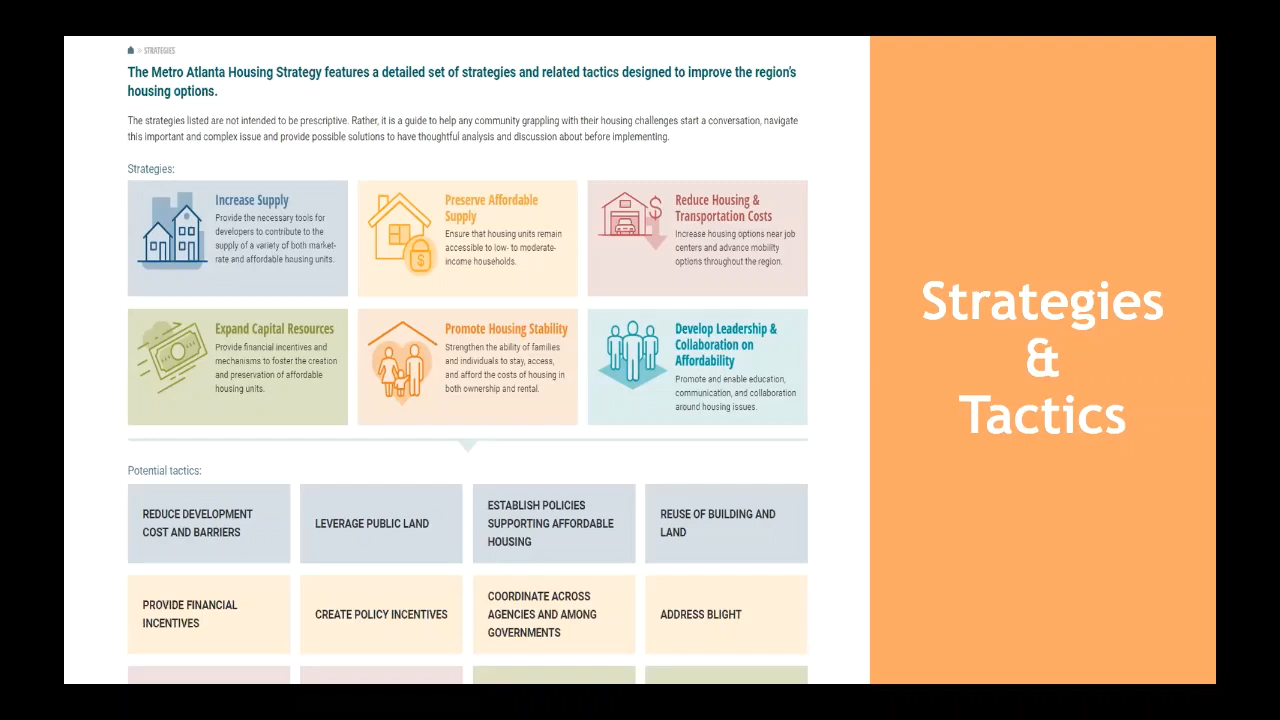 » STRATEGIES
The Metro Atlanta Housing Strategy features a detailed set of strategies and related tactics designed to improve the region's
housing options.
The strategies listed are not intended to be prescriptive. Rather, it is a guide to help any community grappling with their housing challenges start a conversation, navigate
this important and complex issue and provide possible solutions to have thoughtful analysis and discussion about before implementing.
Strategies:
Increase Supply
Provide the necessary tools for
developers to contribute to the
supply of a variety of both market-
rate and affordable housing units.
Preserve Affordable
Supply
Ensure that housing units remain
accessible to low- to moderate-
income households.
$
Reduce Housing &
Transportation Costs
Increase housing options near job
centers and advance mobility
options throughout the region.
$
Expand Capital Resources
Provide financial incentives and
mechanisms to foster the creation
and preservation of affordable
housing units.
Promote Housing Stability
Strengthen the ability of families
and individuals to stay, access,
and afford the costs of housing in
both ownership and rental.
Develop Leadership &
Collaboration on
Affordability
Promote and enable education,
communication, and collaboration
around housing issues.
Potential tactics:
REDUCE DEVELOPMENT
COST AND BARRIERS
LEVERAGE PUBLIC LAND
ESTABLISH POLICIES
SUPPORTING AFFORDABLE
HOUSING
REUSE OF BUILDING AND
LAND
PROVIDE FINANCIAL
INCENTIVES
CREATE POLICY INCENTIVES
COORDINATE ACROSS
AGENCIES AND AMONG
GOVERNMENTS
ADDRESS BLIGHT
Strategies
&
Tactics